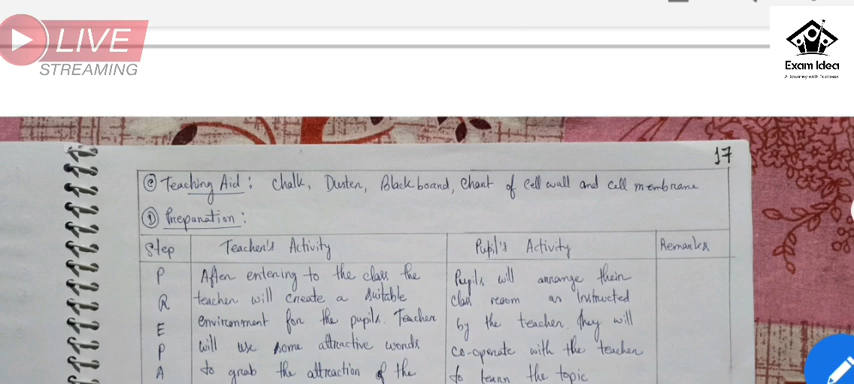 LIVE
STREAMING
Exam Idea
17
© Teaching Aid : Chalk, Duster, Black board, Chart of Cell wall and cell membrane
Ⓓ Preparation :
Step Teacher's Activity Pupil's Activity Remarks
P After entering to the class the Pupils will arrange their
R teacher will create a suitable class room as instructed
E environment for the pupils. Teacher by the teacher. They will
P will use some attractive words co-operate with the teacher
A to grab the attraction of the to learn the topic